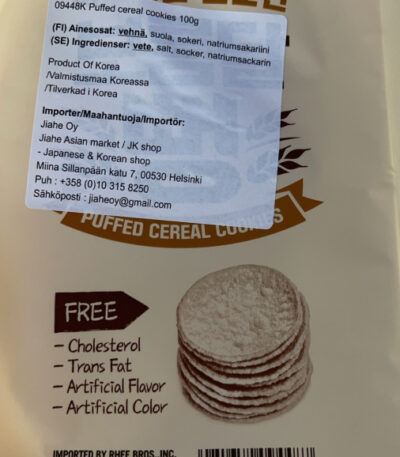 09448K Puffed cereal cookies 100g
(FI) Ainesosat: vehnä, suola, sokeri, natriumsakariini
(SE) Ingredienser: vete, salt, socker, natriumsackarin
Product Of Korea
/Valmistusmaa Koreassa
/Tilverkad i Korea
Importer/Maahantuoja/Importör:
Jiahe Oy
Jiahe Asian market / JK shop
- Japanese & Korean shop
Miina Sillanpään katu 7, 00530 Helsinki
Puh : +358 (0)10 315 8250
Sähköposti : jiaheoy@gmail.com
PUFFED CEREAL COOKIES
FREE
- Cholesterol
- Trans Fat
- Artificial Flavor
- Artificial Color
IMPORTED BY RHEE BROS., INC.